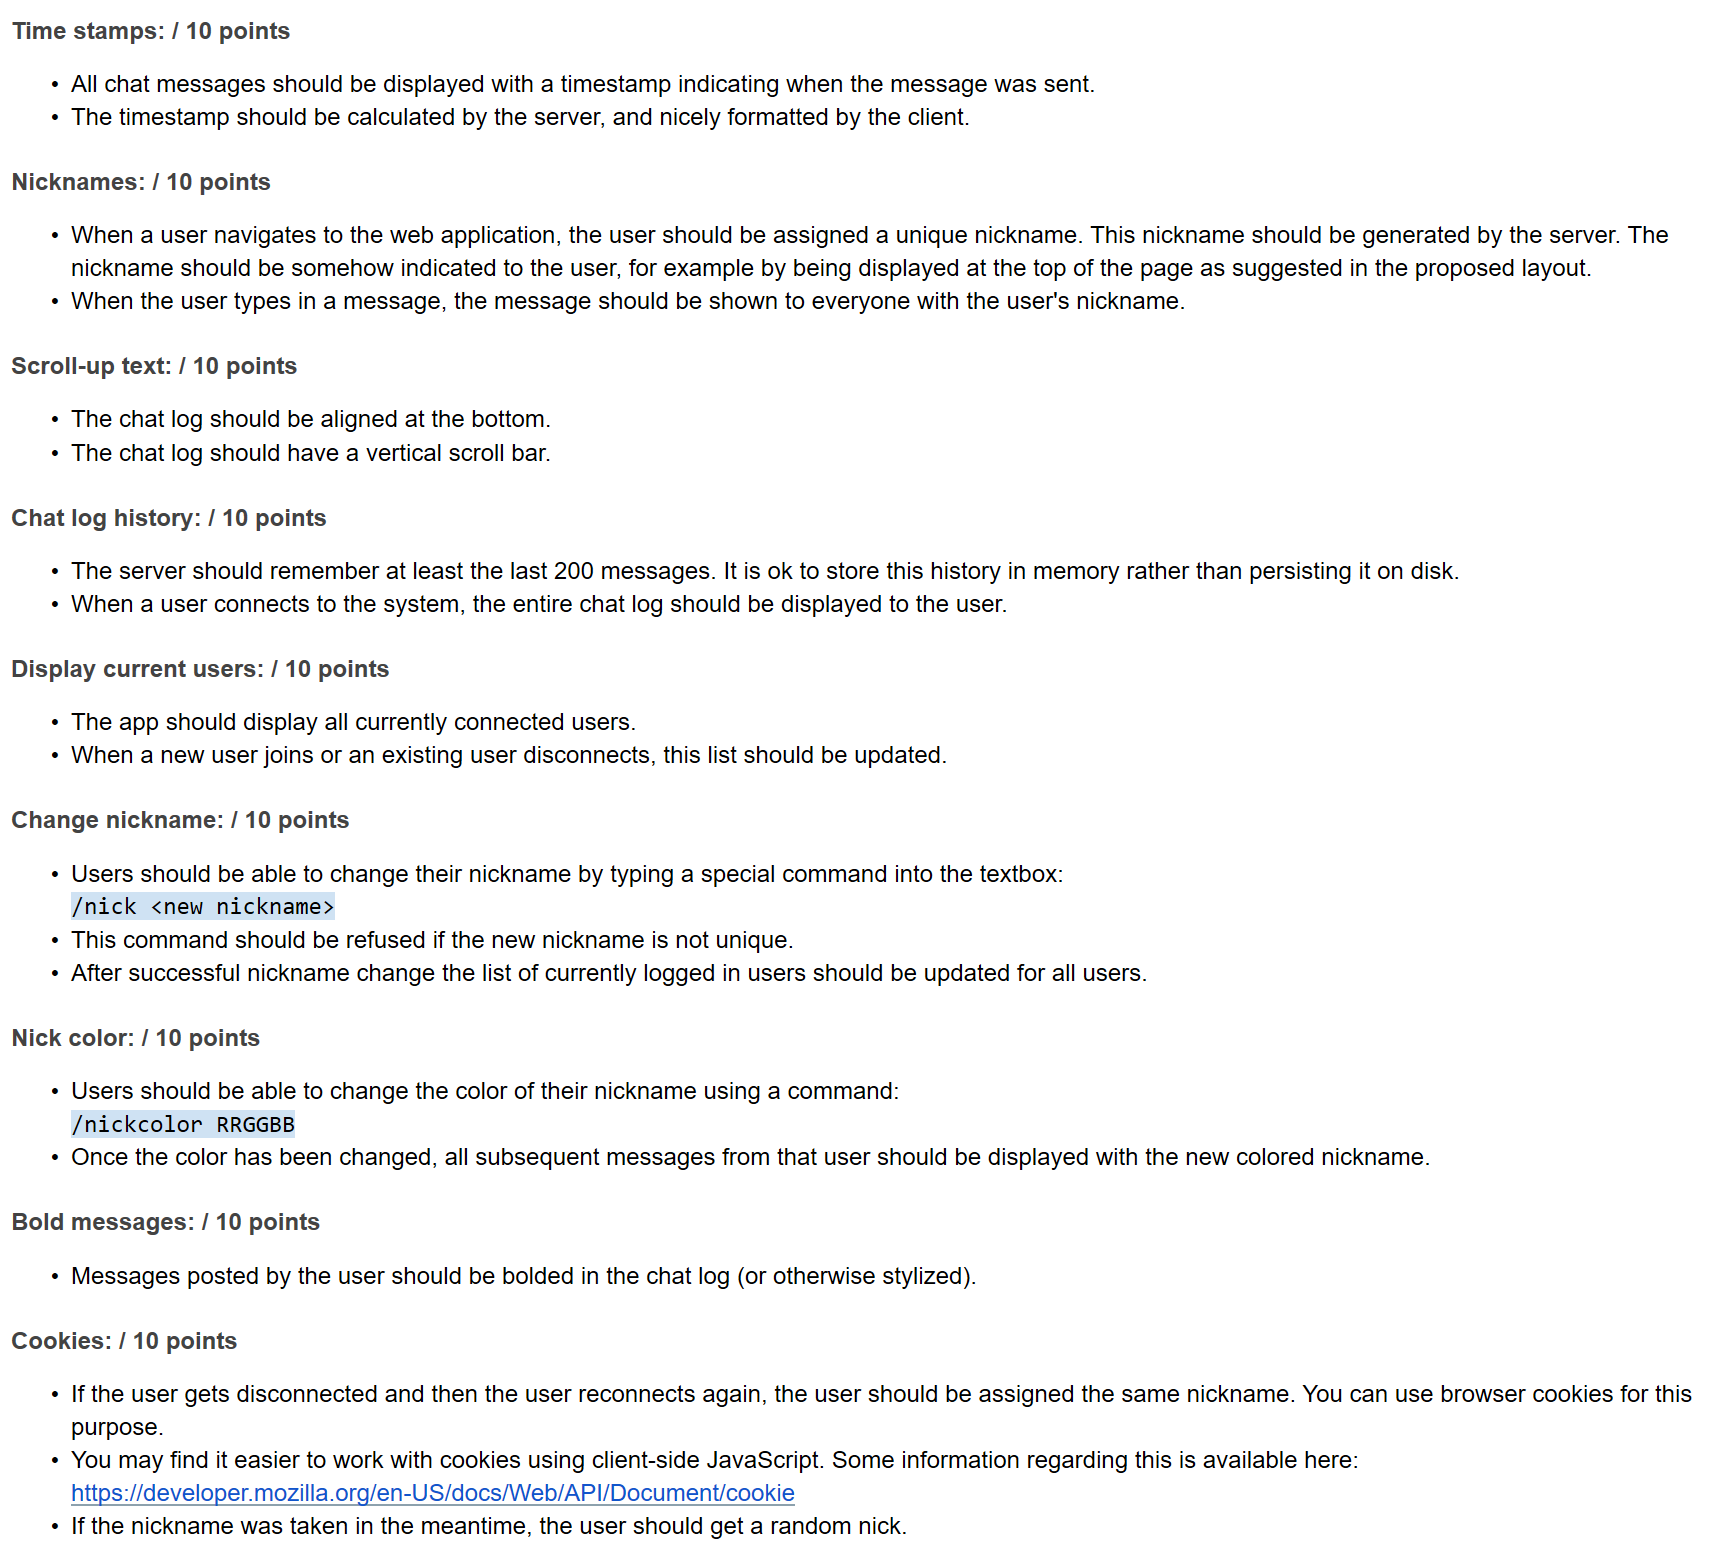 Time stamps: / 10 points
• All chat messages should be displayed with a timestamp indicating when the message was sent.
• The timestamp should be calculated by the server, and nicely formatted by the client.
Nicknames: / 10 points
• When a user navigates to the web application, the user should be assigned a unique nickname. This nickname should be generated by the server. The
nickname should be somehow indicated to the user, for example by being displayed at the top of the page as suggested in the proposed layout.
• When the user types in a message, the message should be shown to everyone with the user's nickname.
Scroll-up text: / 10 points
• The chat log should be aligned at the bottom.
• The chat log should have a vertical scroll bar.
Chat log history: / 10 points
• The server should remember at least the last 200 messages. It is ok to store this history in memory rather than persisting it on disk.
• When a user connects to the system, the entire chat log should be displayed to the user.
Display current users: / 10 points
• The app should display all currently connected users.
• When a new user joins or an existing user disconnects, this list should be updated.
Change nickname: / 10 points
• Users should be able to change their nickname by typing a special command into the textbox:
/nick <new nickname>
• This command should be refused if the new nickname is not unique.
• After successful nickname change the list of currently logged in users should be updated for all users.
Nick color: / 10 points
• Users should be able to change the color of their nickname using a command:
/nickcolor RRGGBB
• Once the color has been changed, all subsequent messages from that user should be displayed with the new colored nickname.
Bold messages: / 10 points
• Messages posted by the user should be bolded in the chat log (or otherwise stylized).
Cookies: / 10 points
• If the user gets disconnected and then the user reconnects again, the user should be assigned the same nickname. You can use browser cookies for this
purpose.
• You may find it easier to work with cookies using client-side JavaScript. Some information regarding this is available here:
https://developer.mozilla.org/en-US/docs/Web/API/Document/cookie
• If the nickname was taken in the meantime, the user should get a random nick.